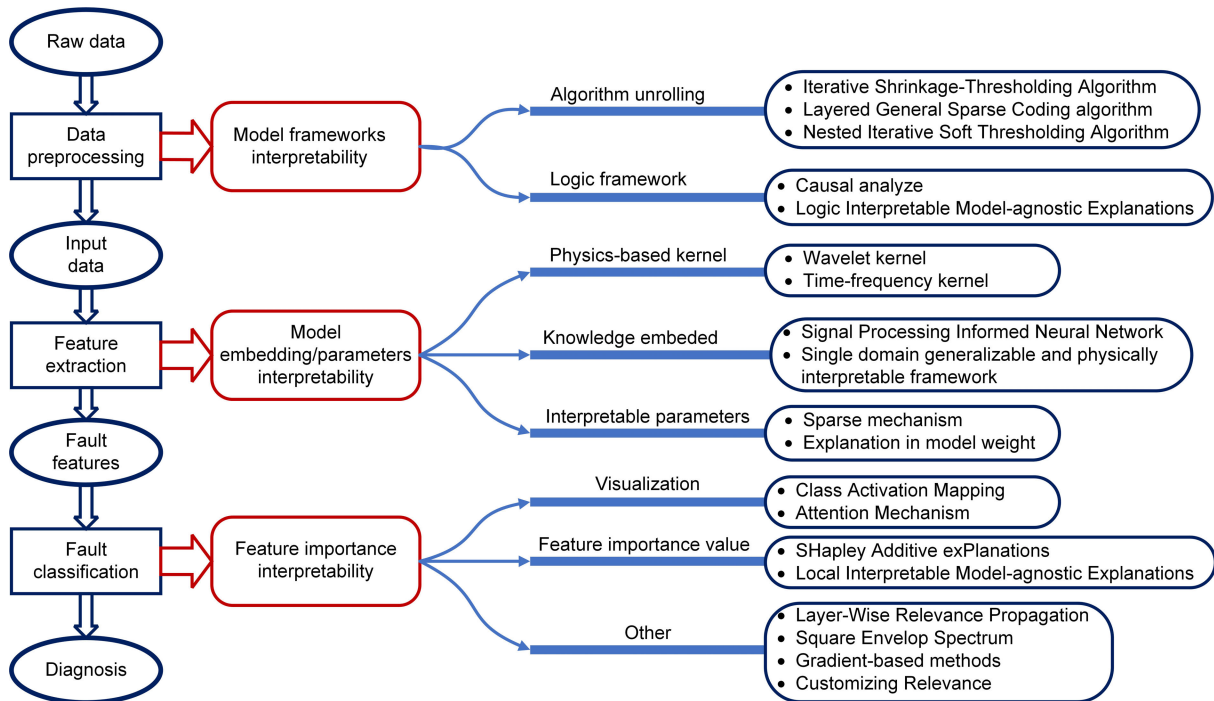 Raw data
Data
preprocessing
Input
data
Feature
extraction
Fault
features
Fault
classification
Diagnosis
Model frameworks
interpretability
Algorithm unrolling
• Iterative Shrinkage-Thresholding Algorithm
• Layered General Sparse Coding algorithm
• Nested Iterative Soft Thresholding Algorithm
Logic framework
• Causal analyze
• Logic Interpretable Model-agnostic Explanations
Model
embedding/parameters
interpretability
Physics-based kernel
• Wavelet kernel
• Time-frequency kernel
Knowledge embeded
• Signal Processing Informed Neural Network
• Single domain generalizable and physically
interpretable framework
Interpretable parameters
• Sparse mechanism
• Explanation in model weight
Feature importance
interpretability
Visualization
• Class Activation Mapping
• Attention Mechanism
Feature importance value
• SHapley Additive exPlanations
• Local Interpretable Model-agnostic Explanations
Other
• Layer-Wise Relevance Propagation
• Square Envelop Spectrum
• Gradient-based methods
• Customizing Relevance